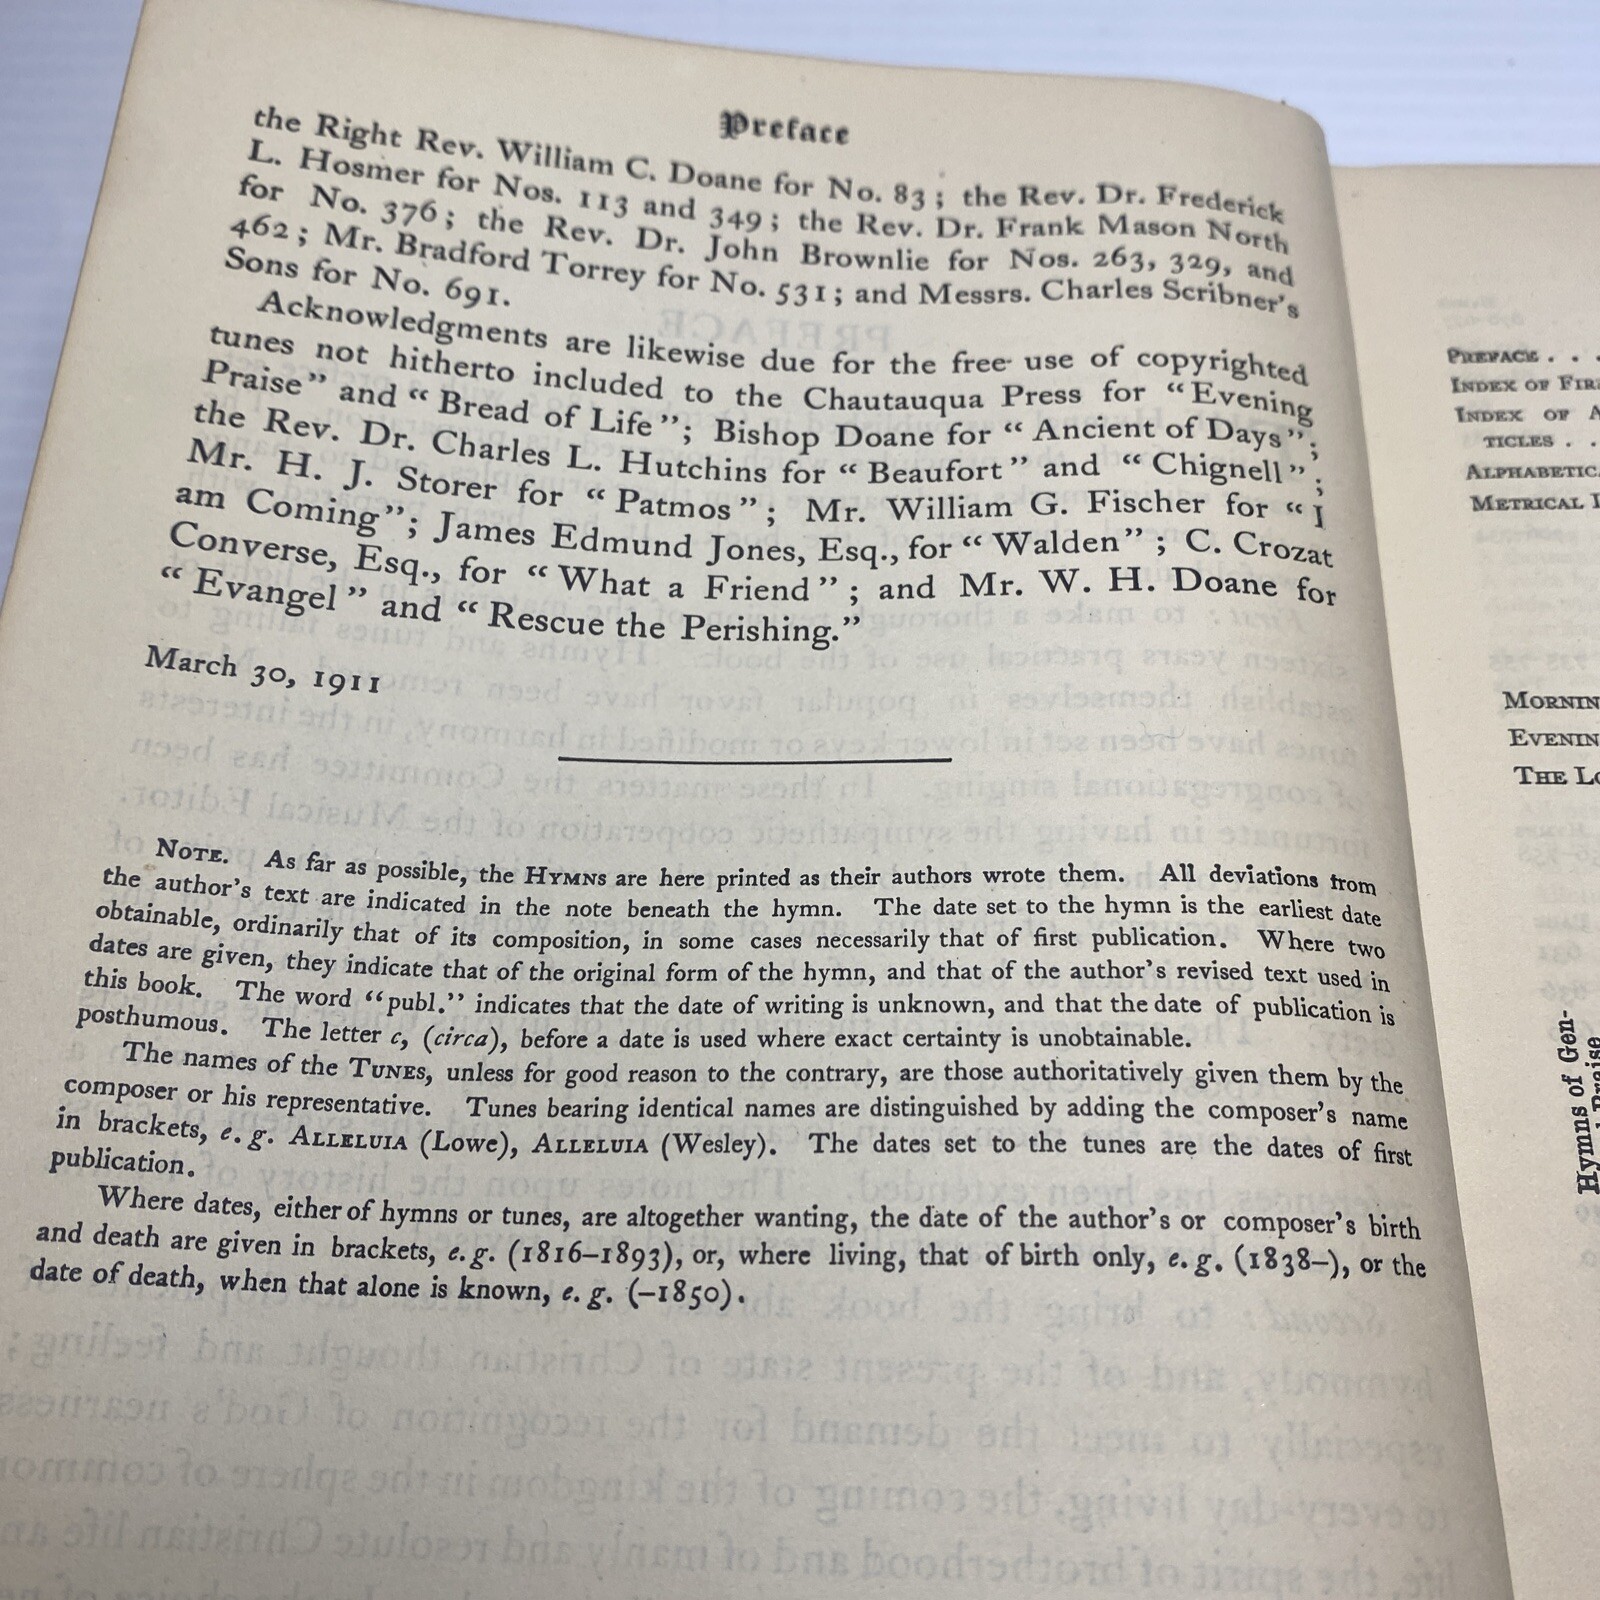 Preface
the Right Rev. William C. Doane for No. 83; the Rev. Dr. Frederick
L. Hosmer for Nos. 113 and 349; the Rev. Dr. Frank Mason North
for No. 376; the Rev. Dr. John Brownlie for Nos. 263, 329, and
462; Mr. Bradford Torrey for No. 531; and Messrs. Charles Scribner's
Sons for No. 691.
Acknowledgments are likewise due for the free use of copyrighted
tunes not hitherto included to the Chautauqua Press for “Evening
Praise” and “Bread of Life”; Bishop Doane for “Ancient of Days”;
the Rev. Dr. Charles L. Hutchins for “Beaufort” and “Chignell”;
Mr. H. J. Storer for “Patmos”; Mr. William G. Fischer for “I
am Coming”; James Edmund Jones, Esq., for “Walden”; C. Crozat
Converse, Esq., for “What a Friend”; and Mr. W. H. Doane for
“Evangel” and “Rescue the Perishing.”
March 30, 1911
NOTE. As far as possible, the HYMNS are here printed as their authors wrote them. All deviations from
the author's text are indicated in the note beneath the hymn. The date set to the hymn is the earliest date
obtainable, ordinarily that of its composition, in some cases necessarily that of first publication. Where two
dates are given, they indicate that of the original form of the hymn, and that of the author's revised text used in
this book. The word “publ.” indicates that the date of writing is unknown, and that the date of publication is
posthumous. The letter c, (circa), before a date is used where exact certainty is unobtainable.
The names of the TUNES, unless for good reason to the contrary, are those authoritatively given them by the
composer or his representative. Tunes bearing identical names are distinguished by adding the composer's name
in brackets, e. g. ALLELUIA (Lowe), ALLELUIA (Wesley). The dates set to the tunes are the dates of first
publication.
Where dates, either of hymns or tunes, are altogether wanting, the date of the author's or composer's birth
and death are given in brackets, e. g. (1816–1893), or, where living, that of birth only, e. g. (1838–), or the
date of death, when that alone is known, e. g. (–1850).
PREFACE . . .
INDEX OF FIR
INDEX OF A
TICLES . .
ALPHABETIC
METRICAL I
MORNIN
EVENIN
THE LO
Hymns of Gen-